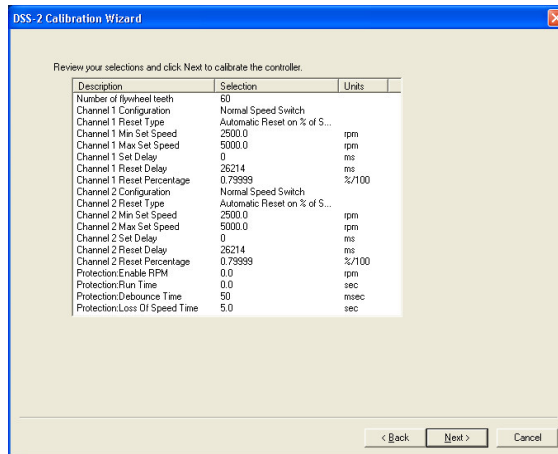 DSS-2 Calibration Wizard
Review your selections and click Next to calibrate the controller.
Description Selection Units
Number of flywheel teeth 60
Channel 1 Configuration Normal Speed Switch
Channel 1 Reset Type Automatic Reset on % of S...
Channel 1 Min Set Speed 2500.0 rpm
Channel 1 Max Set Speed 5000.0 rpm
Channel 1 Set Delay 0 ms
Channel 1 Reset Delay 26214 ms
Channel 1 Reset Percentage 0.79999 %/100
Channel 2 Configuration Normal Speed Switch
Channel 2 Reset Type Automatic Reset on % of S...
Channel 2 Min Set Speed 2500.0 rpm
Channel 2 Max Set Speed 5000.0 rpm
Channel 2 Set Delay 0 ms
Channel 2 Reset Delay 26214 ms
Channel 2 Reset Percentage 0.79999 %/100
Protection:Enable RPM 0.0 rpm
Protection:Run Time 0.0 sec
Protection:Debounce Time 50 msec
Protection:Loss Of Speed Time 5.0 sec
< Back Next > Cancel